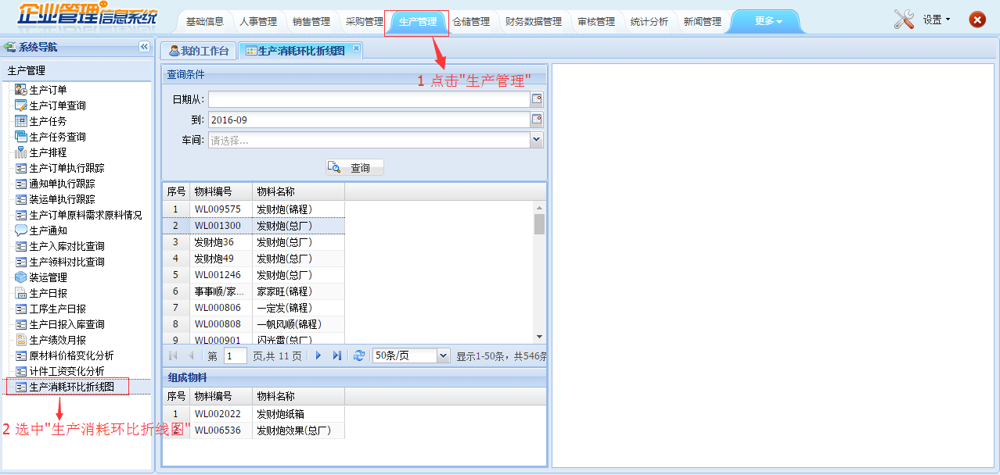 企业管理信息系统
基础信息 人事管理 销售管理 采购管理 生产管理 仓储管理 财务数据管理 审核管理 统计分析 新闻管理 更多 设置
系统导航
我的工作台 生产消耗环比折线图
生产管理
生产订单
生产订单查询
生产任务
生产任务查询
生产排程
生产订单执行跟踪
通知单执行跟踪
装运单执行跟踪
生产订单原料需求原料情况
生产通知
生产入库对比查询
生产领料对比查询
装运管理
生产日报
工序生产日报
生产日报入库查询
生产绩效月报
原材料价格变化分析
计件工资变化分析
生产消耗环比折线图
2 选中"生产消耗环比折线图"
查询条件
1 点击"生产管理"
日期从:
到: 2016-09
车间: 请选择...
查询
序号 物料编号 物料名称
1 WL009575 发财炮(锦程)
2 WL001300 发财炮(总厂)
3 发财炮36 发财炮(总厂)
4 发财炮49 发财炮(总厂)
5 WL001246 发财炮(总厂)
6 事事顺/家... 家家旺(锦程)
7 WL000806 一定发(锦程)
8 WL000808 一帆风顺(锦程)
9 WL000901 闪光雷(总厂)
第 1 页,共 11 页 50条/页 显示1-50条，共546条
组成物料
序号 物料编号 物料名称
1 WL002022 发财炮纸箱
2 WL006536 发财炮效果(总厂)